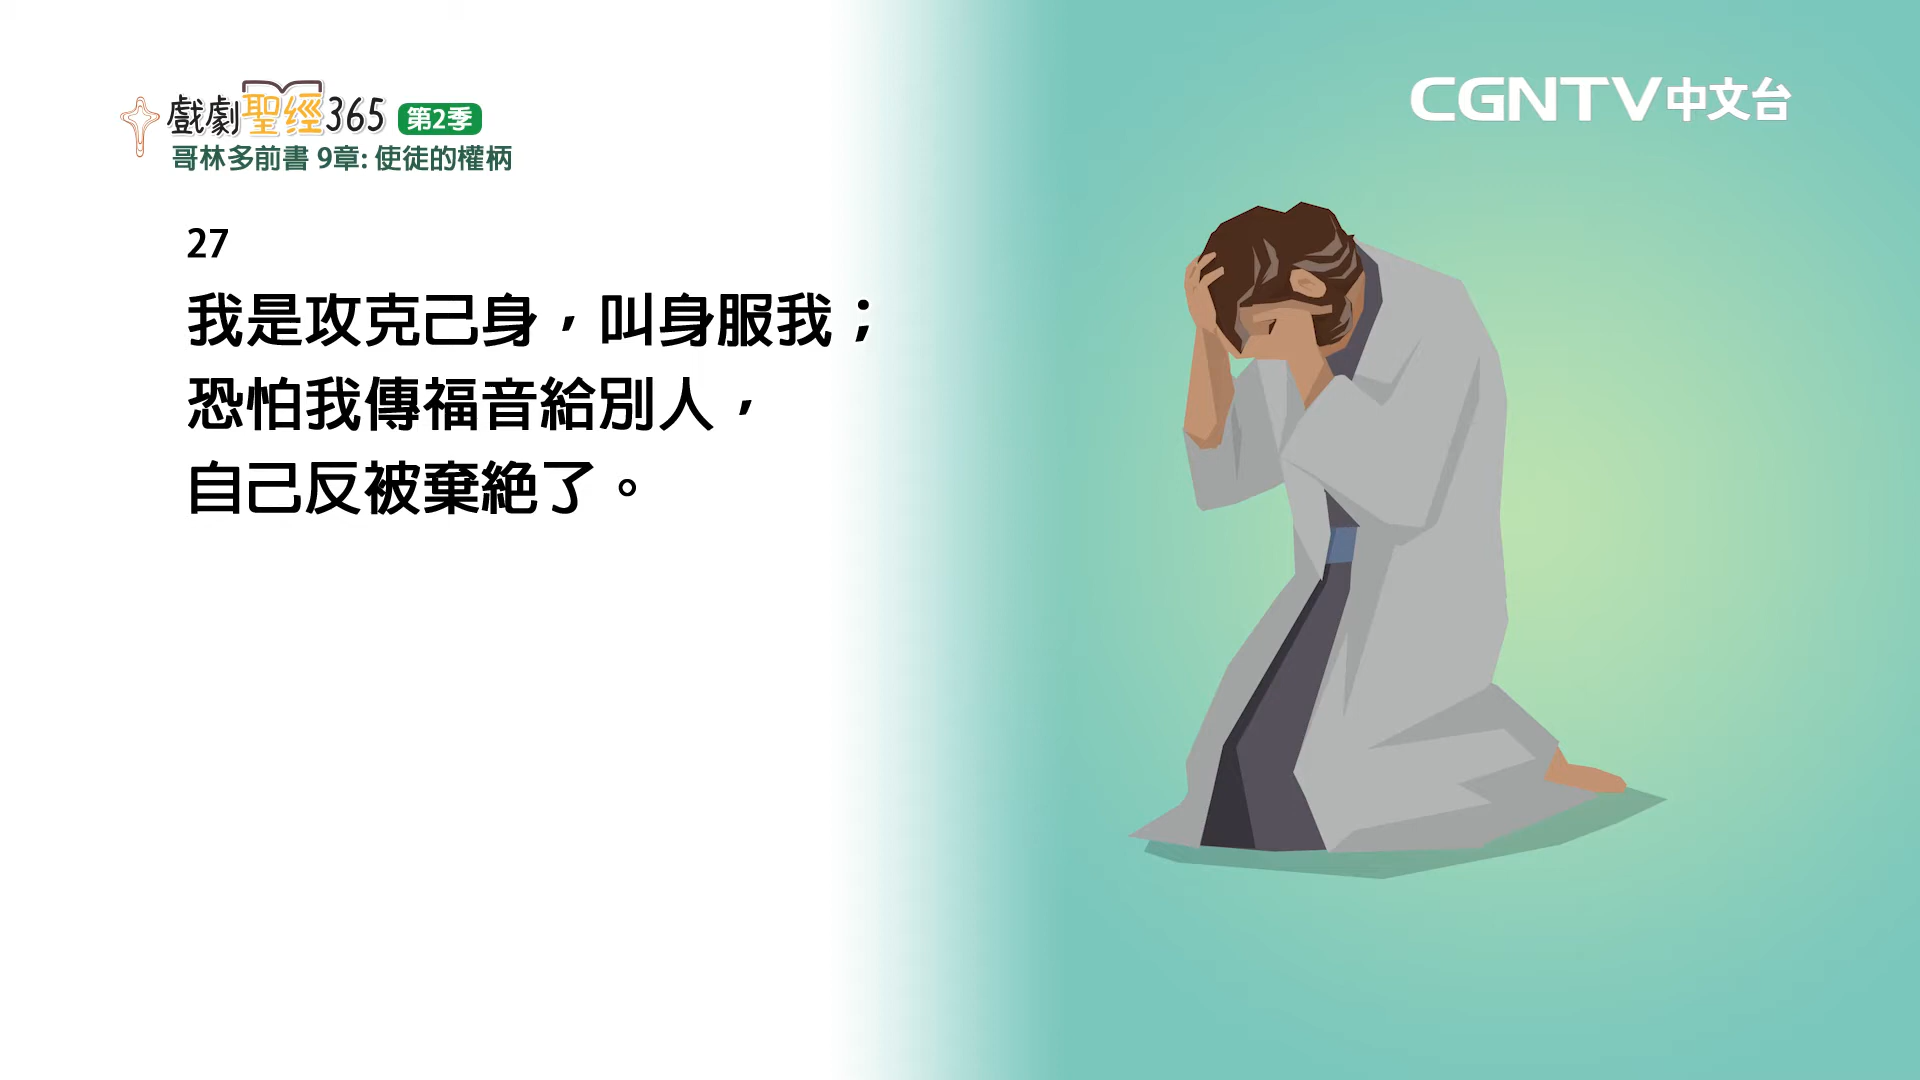 戲劇聖經365 第2季
CGNTV中文台
哥林多前書 9章: 使徒的權柄
27
我是攻克己身，叫身服我；
恐怕我傳福音給別人，
自己反被棄絕了。